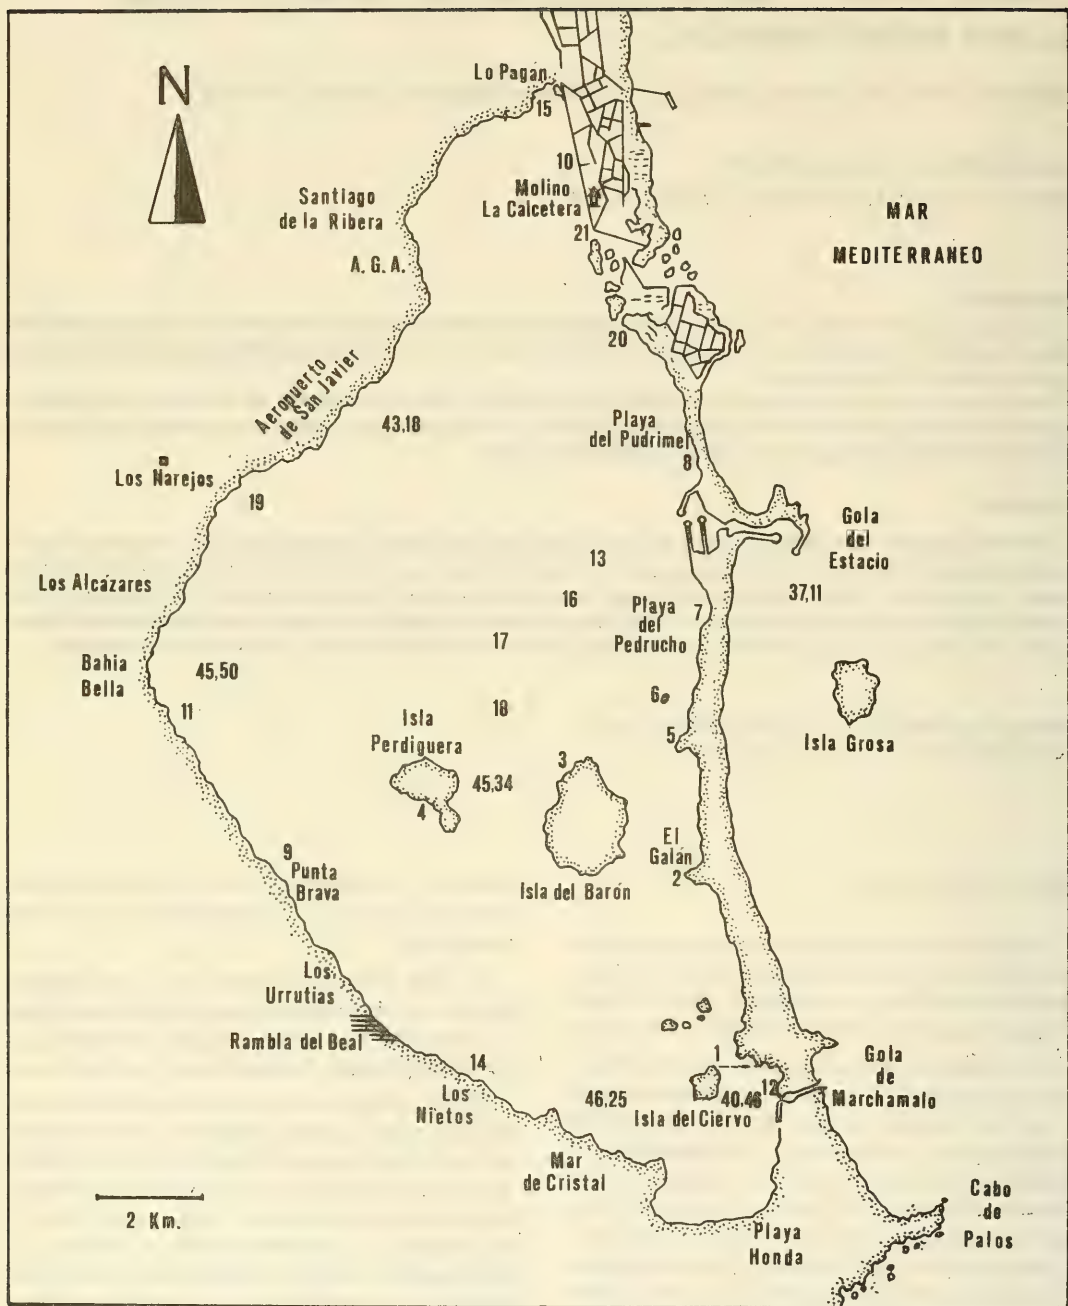 Lo Pagan
N
15
10
Santiago
de la Ribera
Molino
La Calcetera
MAR
MEDITERRANEO
21
A. G. A.
20
Aeropuerto
de San Javier
43,18
Playa
del Pudrimel
8
Los Narejos
19
Gola
del
Estacio
13
Los Alcázares
16
37,11
Playa
del
Pedrucho
7
17
Bahia
Bella
45,50
6
11
18
Isla
Perdiguera
5
Isla Grosa
3
45,34
4
El
Galán
2
9
Punta
Brava
Isla del Barón
Los
Urrutias
Rambla del Beal
1
14
Gola
de
Marchamalo
12
Los
Nietos
46,25
40,46
Isla del Ciervo
Mar
de Cristal
Cabo
de
Palos
2 Km.
Playa
Honda